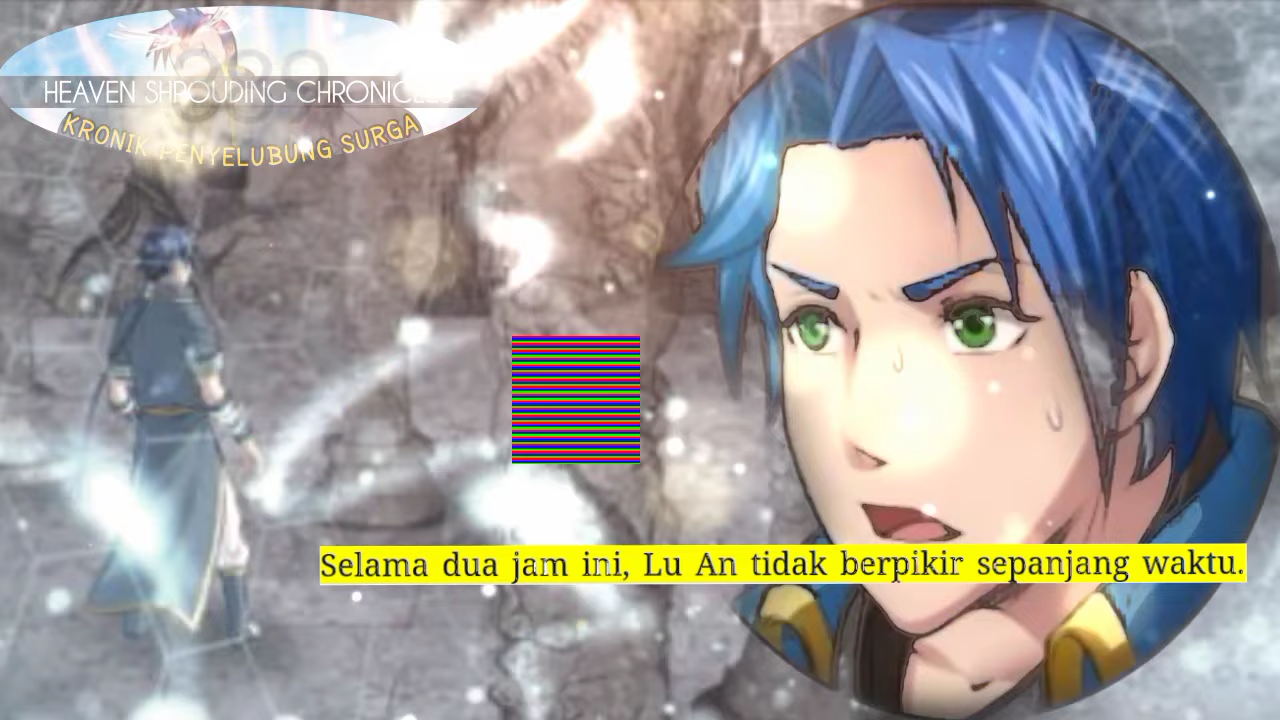 HEAVEN SHROUDING CHRONICLES
KRONIK PENYELUBUNG SURGA
Selama dua jam ini, Lu An tidak berpikir sepanjang waktu.